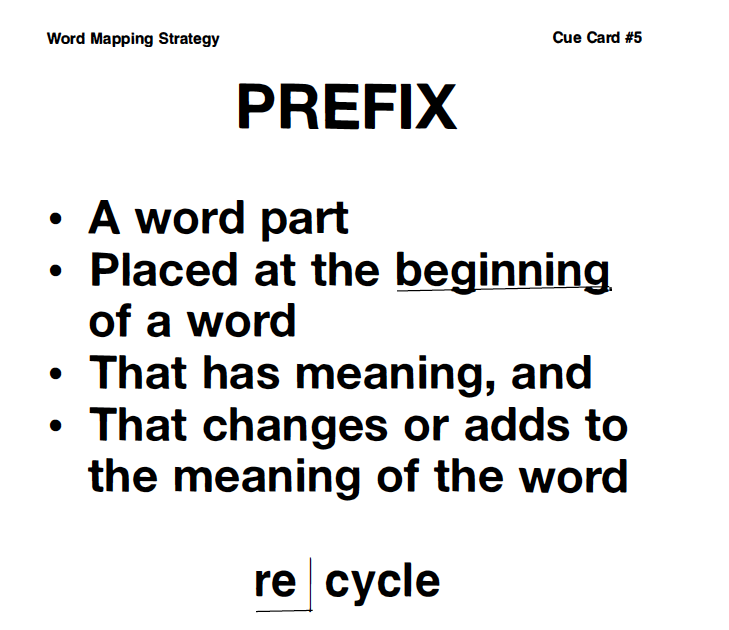 Word Mapping Strategy Cue Card #5
PREFIX
• A word part
• Placed at the beginning
of a word
• That has meaning, and
• That changes or adds to
the meaning of the word
re cycle